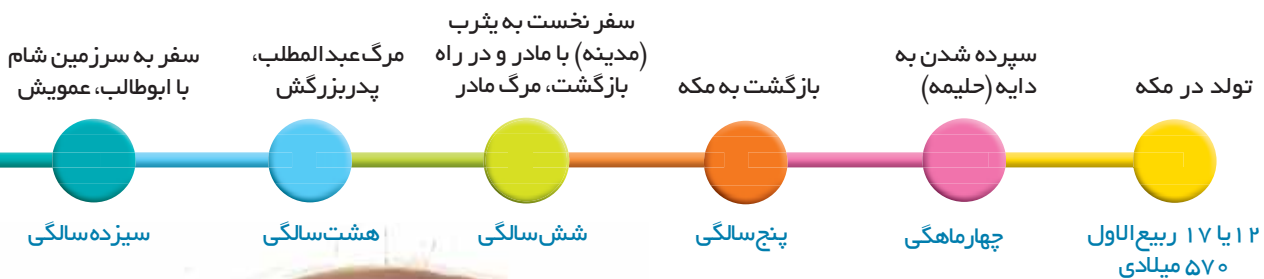 تولد در مکه
۱۲ یا ۱۷ ربیع‌الاول
۵۷۰ میلادی
سپرده شدن به
دایه (حلیمه)
چهارماهگی
بازگشت به مکه
پنج‌سالگی
سفر نخست به یثرب
(مدینه) با مادر و در راه
بازگشت، مرگ مادر
شش‌سالگی
مرگ عبدالمطلب،
پدربزرگش
هشت‌سالگی
سفر به سرزمین شام
با ابوطالب، عمویش
سیزده‌سالگی